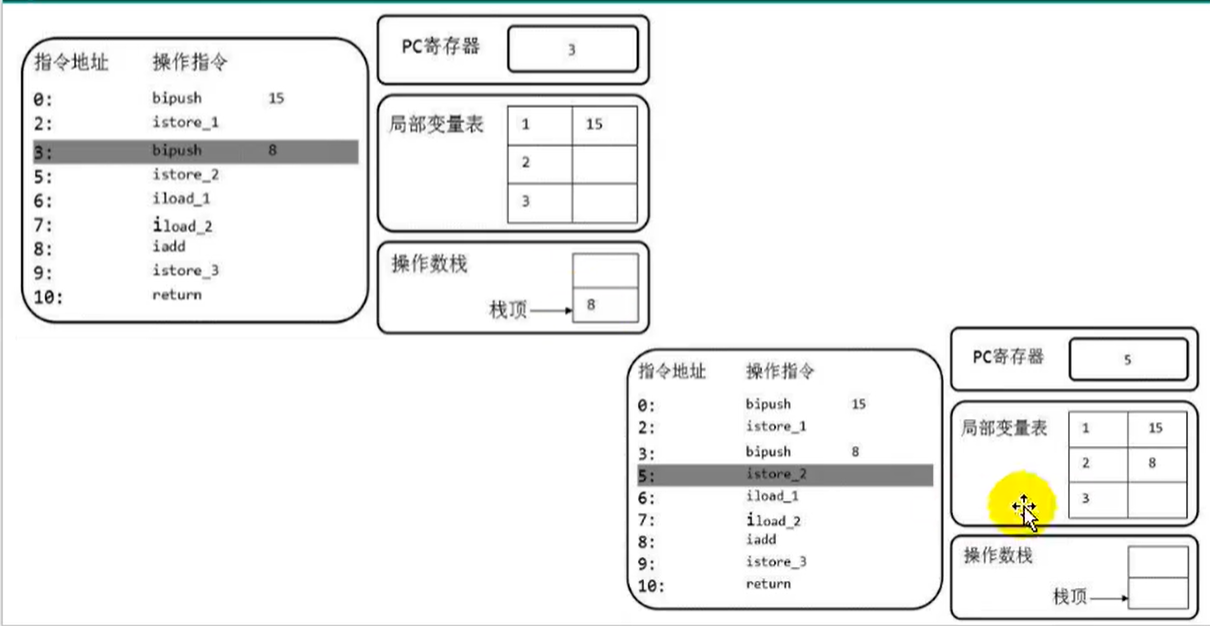 指令地址 操作指令
0: bipush 15
2: istore_1
3: bipush 8
5: istore_2
6: iload_1
7: iload_2
8: iadd
9: istore_3
10: return
PC寄存器 3
局部变量表 1 15
2
3
操作数栈
栈顶 8
指令地址 操作指令
0: bipush 15
2: istore_1
3: bipush 8
5: istore_2
6: iload_1
7: iload_2
8: iadd
9: istore_3
10: return
PC寄存器 5
局部变量表 1 15
2 8
3
操作数栈
栈顶